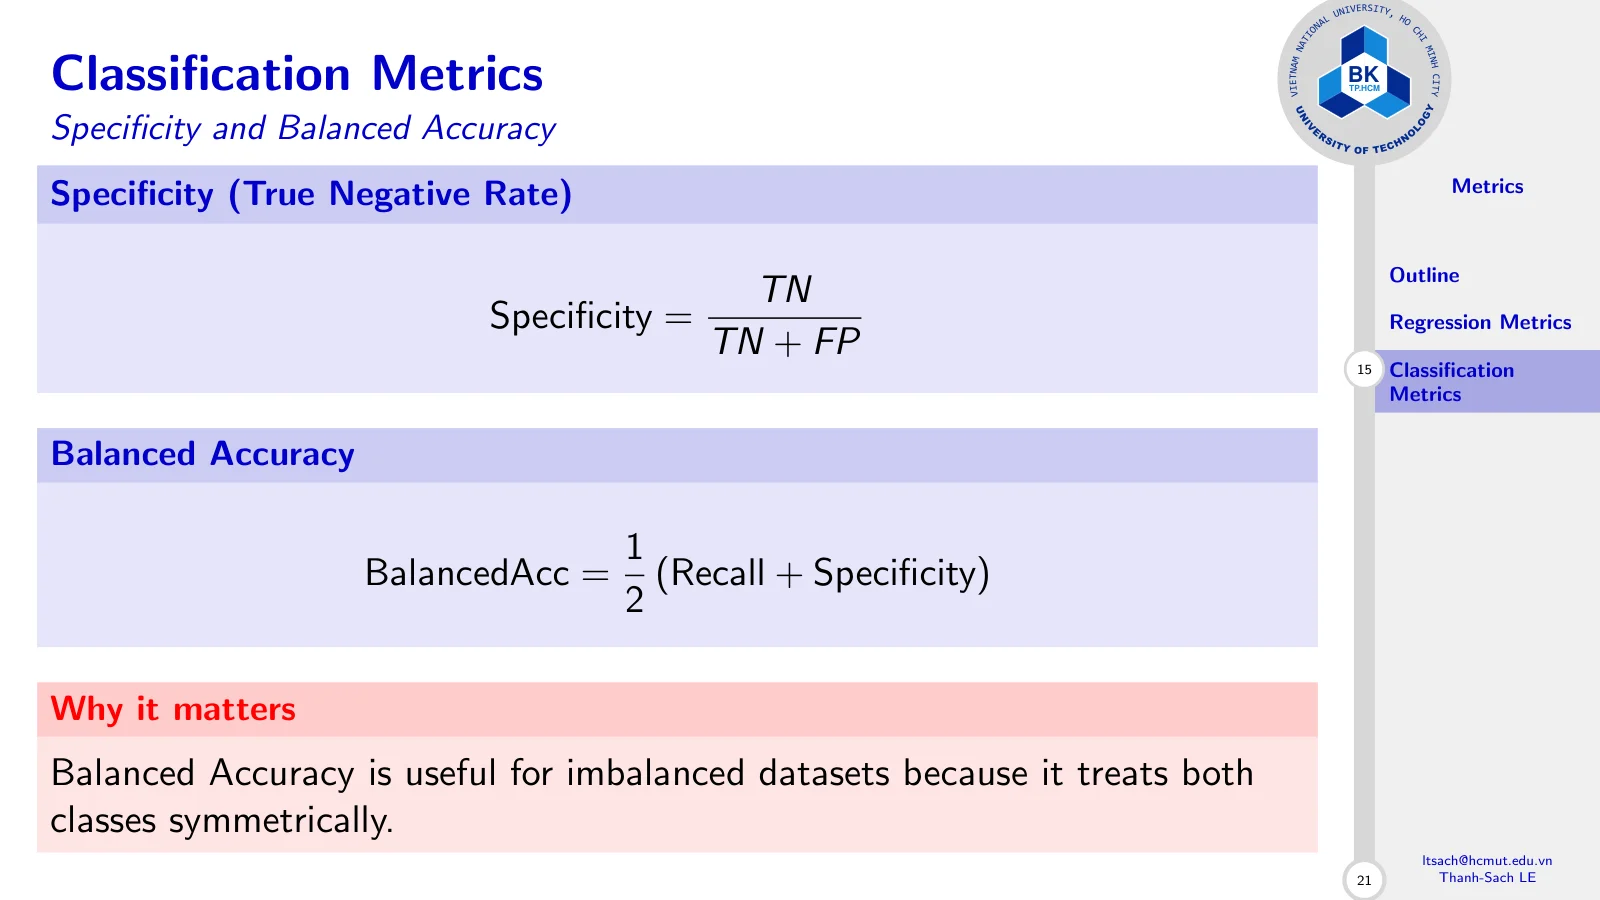 Classification Metrics
Specificity and Balanced Accuracy
Specificity (True Negative Rate)
Specificity = TN / (TN + FP)
Balanced Accuracy
BalancedAcc = 1/2 (Recall + Specificity)
Why it matters
Balanced Accuracy is useful for imbalanced datasets because it treats both
classes symmetrically.
VIETNAM NATIONAL UNIVERSITY, HO CHI MINH CITY
BK
TP.HCM
UNIVERSITY OF TECHNOLOGY
Metrics
Outline
Regression Metrics
15
Classification
Metrics
ltsach@hcmut.edu.vn
Thanh-Sach LE
21